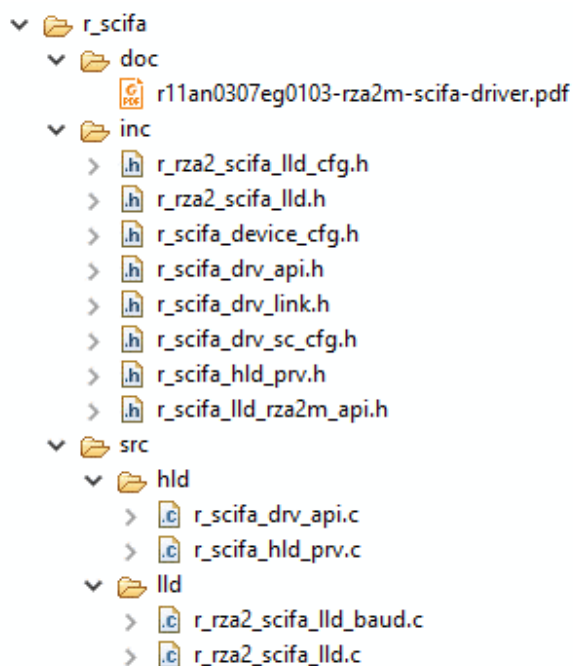 r_scifa
doc
r11an0307eg0103-rza2m-scifa-driver.pdf
inc
r_rza2_scifa_lld_cfg.h
r_rza2_scifa_lld.h
r_scifa_device_cfg.h
r_scifa_drv_api.h
r_scifa_drv_link.h
r_scifa_drv_sc_cfg.h
r_scifa_hld_prv.h
r_scifa_lld_rza2m_api.h
src
hld
r_scifa_drv_api.c
r_scifa_hld_prv.c
lld
r_rza2_scifa_lld_baud.c
r_rza2_scifa_lld.c